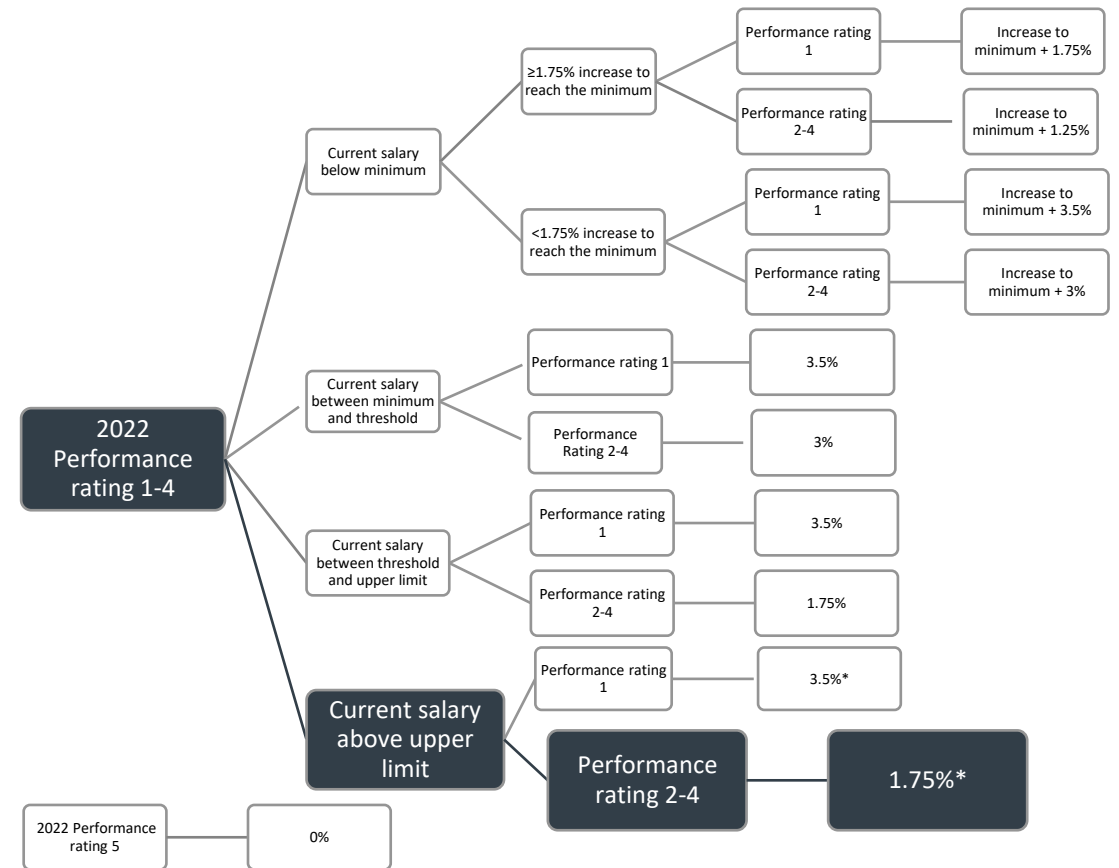 2022
Performance
rating 1-4
Current salary
below minimum
≥1.75% increase to
reach the minimum
Performance rating
1
Increase to
minimum + 1.75%
Performance rating
2-4
Increase to
minimum + 1.25%
<1.75% increase to
reach the minimum
Performance rating
1
Increase to
minimum + 3.5%
Performance rating
2-4
Increase to
minimum + 3%
Current salary
between minimum
and threshold
Performance rating 1
3.5%
Performance
Rating 2-4
3%
Current salary
between threshold
and upper limit
Performance rating
1
3.5%
Performance rating
2-4
1.75%
Current salary
above upper
limit
Performance rating
1
3.5%*
Performance
rating 2-4
1.75%*
2022 Performance
rating 5
0%